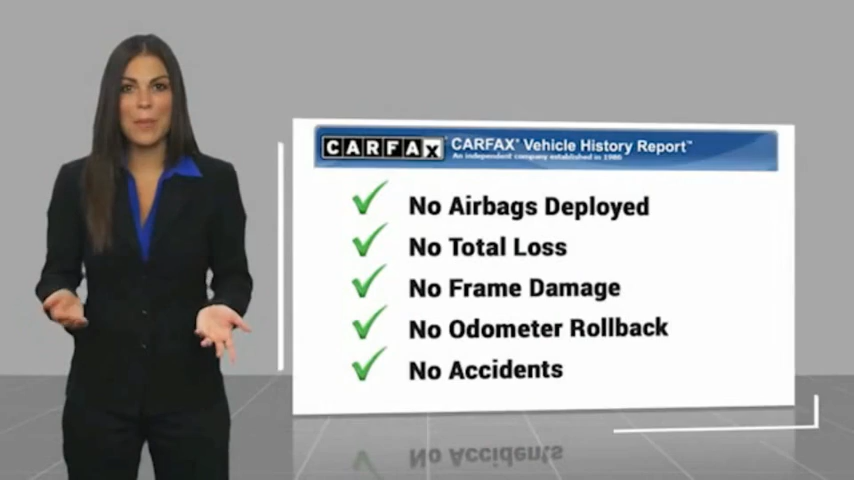 CARFAX
CARFAX® Vehicle History Report™
An independent company established in 1986
No Airbags Deployed
No Total Loss
No Frame Damage
No Odometer Rollback
No Accidents
No Accidents